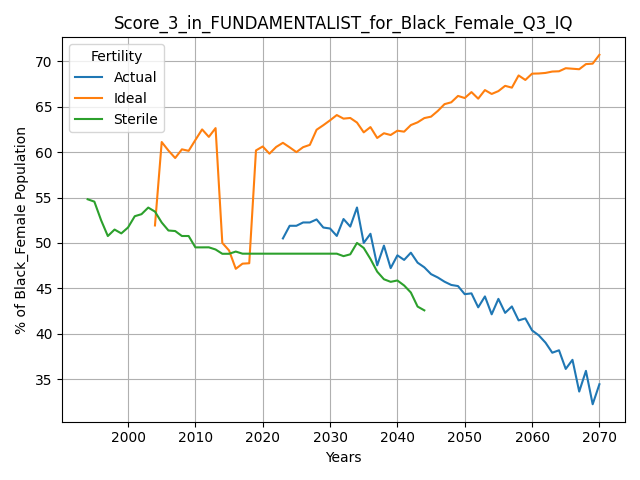 Score_3_in_FUNDAMENTALIST_for_Black_Female_Q3_IQ
Fertility
Actual
Ideal
Sterile
% of Black_Female Population
70
65
60
55
50
45
40
35
2000 2010 2020 2030 2040 2050 2060 2070
Years